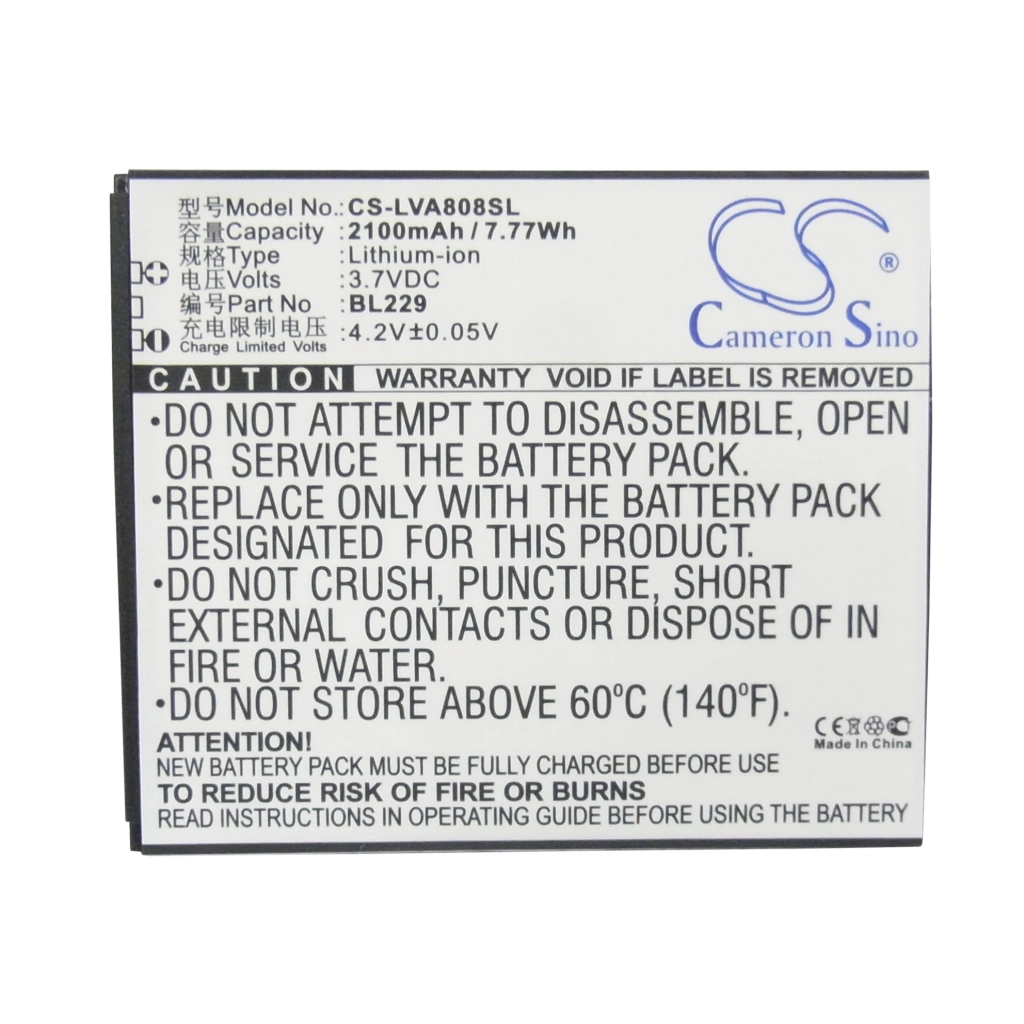 型号Model No.: CS-LVA808SL
容量Capacity : 2100mAh / 7.77Wh
规格Type : Lithium-ion
电压Volts : 3.7VDC
编号Part No : BL229
充电限制电压 : 4.2V±0.05V
Charge Limited Volts
CS ®
Cameron Sino
CAUTION WARRANTY VOID IF LABEL IS REMOVED
•DO NOT ATTEMPT TO DISASSEMBLE, OPEN
OR SERVICE THE BATTERY PACK.
•REPLACE ONLY WITH THE BATTERY PACK
DESIGNATED FOR THIS PRODUCT.
•DO NOT CRUSH, PUNCTURE, SHORT
EXTERNAL CONTACTS OR DISPOSE OF IN
FIRE OR WATER.
•DO NOT STORE ABOVE 60°C (140°F).
CE
Made In China
ATTENTION!
NEW BATTERY PACK MUST BE FULLY CHARGED BEFORE USE
TO REDUCE RISK OF FIRE OR BURNS
READ INSTRUCTIONS IN OPERATING GUIDE BEFORE USING THE BATTERY